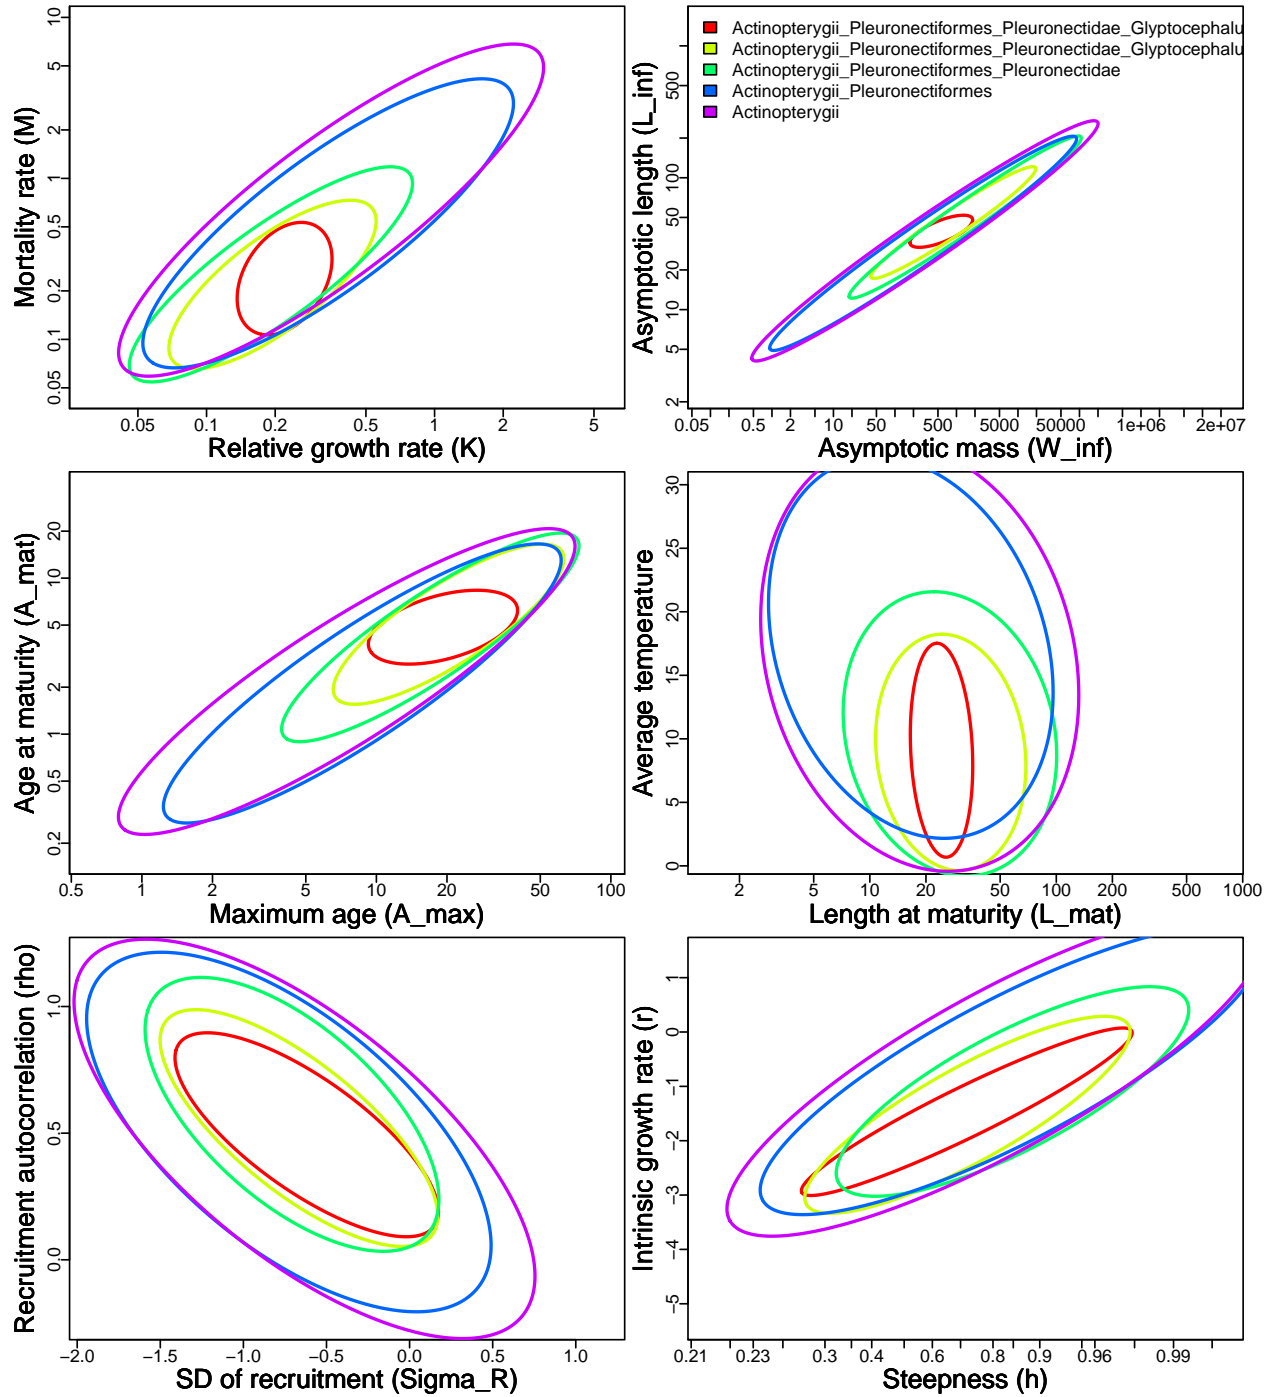 Mortality rate (M)
10
5
2
1
0.5
0.2
0.1
0.05
0.05 0.1 0.2 0.5 1 2 5
Relative growth rate (K)
Actinopterygii_Pleuronectiformes_Pleuronectidae_Glyptocephalu
Actinopterygii_Pleuronectiformes_Pleuronectidae_Glyptocephalu
Actinopterygii_Pleuronectiformes_Pleuronectidae
Actinopterygii_Pleuronectiformes
Actinopterygii
Asymptotic length (L_inf)
500
100
50
20
10
5
2
0.05 0.5 2 10 50 500 5000 50000 1e+06 2e+07
Asymptotic mass (W_inf)
Age at maturity (A_mat)
20
10
5
2
1
0.5
0.2
0.5 1 2 5 10 20 50 100
Maximum age (A_max)
Average temperature
30
25
20
15
10
5
0
2 5 10 20 50 100 200 500 1000
Length at maturity (L_mat)
Recruitment autocorrelation (rho)
1.0
0.5
0.0
−2.0 −1.5 −1.0 −0.5 0.0 0.5 1.0
SD of recruitment (Sigma_R)
Intrinsic growth rate (r)
1
0
−1
−2
−3
−4
−5
0.21 0.23 0.3 0.4 0.6 0.8 0.9 0.96 0.99
Steepness (h)